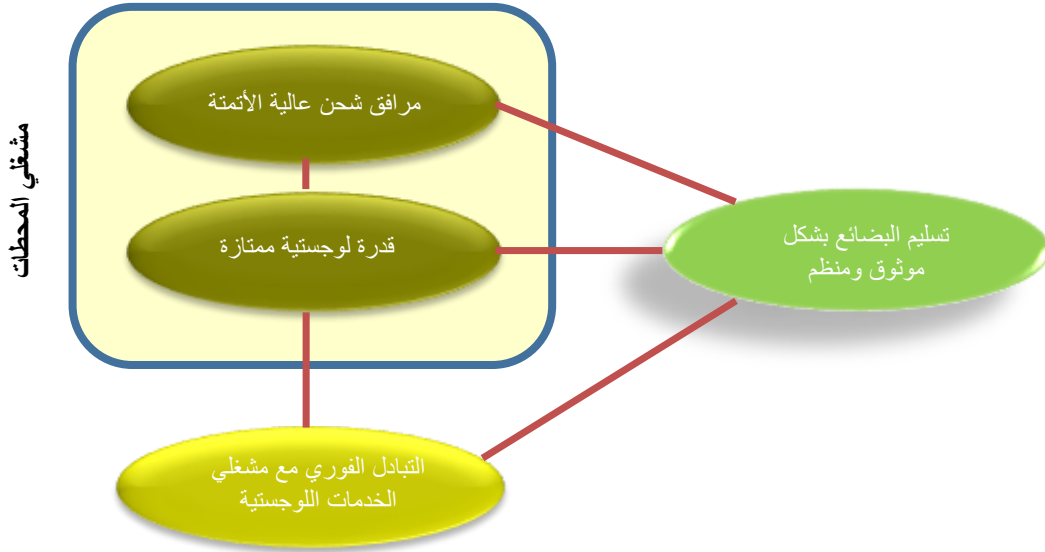 مشغلي المحطات
مرافق شحن عالية الأتمتة
قدرة لوجستية ممتازة
تسليم البضائع بشكل
موثوق ومنظم
التبادل الفوري مع مشغلي
الخدمات اللوجستية